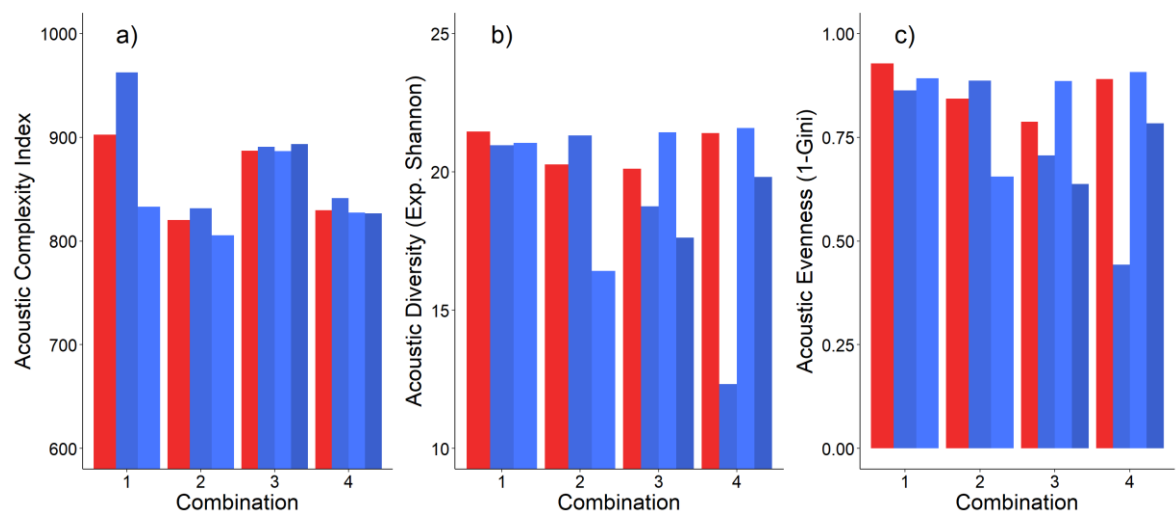 a)
Acoustic Complexity Index
1000
900
800
700
600
1 2 3 4
Combination
b)
Acoustic Diversity (Exp. Shannon)
25
20
15
10
1 2 3 4
Combination
c)
Acoustic Evenness (1-Gini)
1.00
0.75
0.50
0.25
0.00
1 2 3 4
Combination